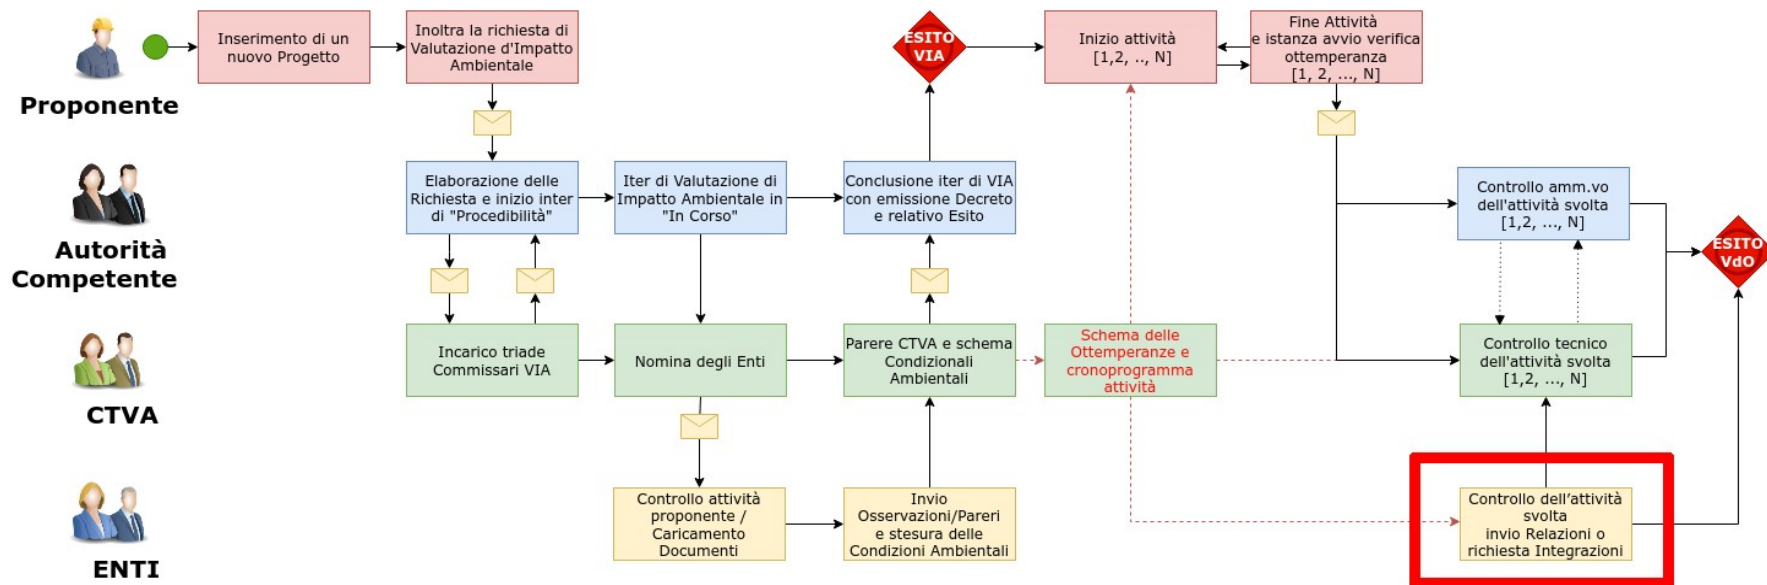 Proponente
Inserimento di un
nuovo Progetto
Inoltra la richiesta di
Valutazione d'Impatto
Ambientale
ESITO
VIA
Inizio attività
[1,2, .., N]
Fine Attività
e istanza avvio verifica
ottemperanza
[1, 2, ..., N]
Autorità
Competente
Elaborazione delle
Richiesta e inizio inter
di "Procedibilità"
Iter di Valutazione di
Impatto Ambientale in
"In Corso"
Conclusione iter di VIA
con emissione Decreto
e relativo Esito
Controllo amm.vo
dell'attività svolta
[1,2, ..., N]
ESITO
VdO
CTVA
Incarico triade
Commissari VIA
Nomina degli Enti
Parere CTVA e schema
Condizionali
Ambientali
Schema delle
Ottemperanze e
cronoprogramma
attività
Controllo tecnico
dell'attività svolta
[1,2, ..., N]
ENTI
Controllo attività
proponente /
Caricamento
Documenti
Invio
Osservazioni/Pareri
e stesura delle
Condizioni Ambientali
Controllo dell’attività
svolta
invio Relazioni o
richiesta Integrazioni